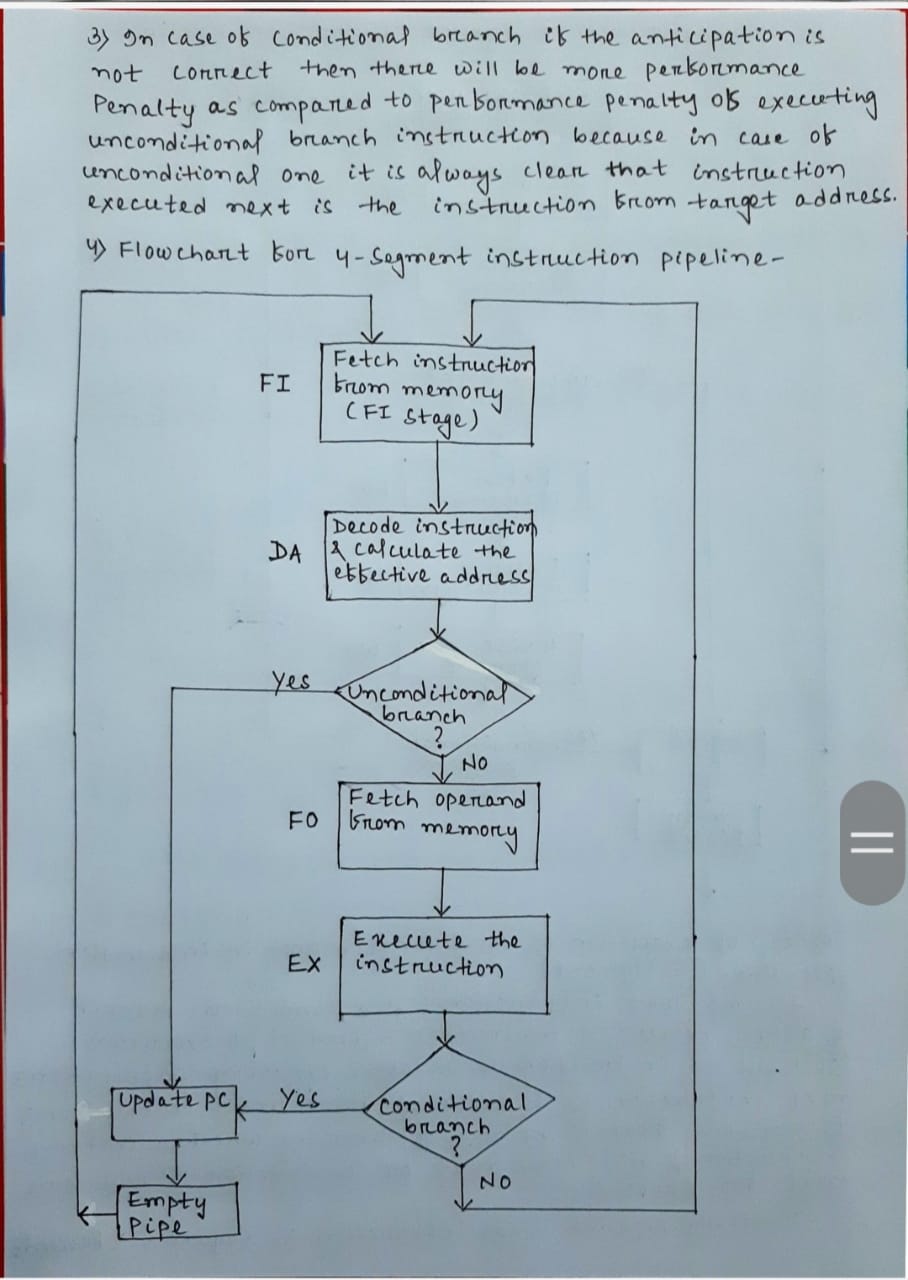 3) In case of conditional branch if the anticipation is
not correct then there will be more performance
Penalty as compared to performance penalty of executing
unconditional branch instruction because in case of
unconditional one it is always clear that instruction
executed next is the instruction from target address.
4) Flowchart for 4-Segment instruction pipeline-
FI
Fetch instruction
from memory
(FI stage)
DA
Decode instruction
& calculate the
effective address
Yes
Unconditional
branch
?
NO
FO
Fetch operand
from memory
EX
Execute the
instruction
Update PC
Yes
Conditional
branch
?
NO
Empty
Pipe